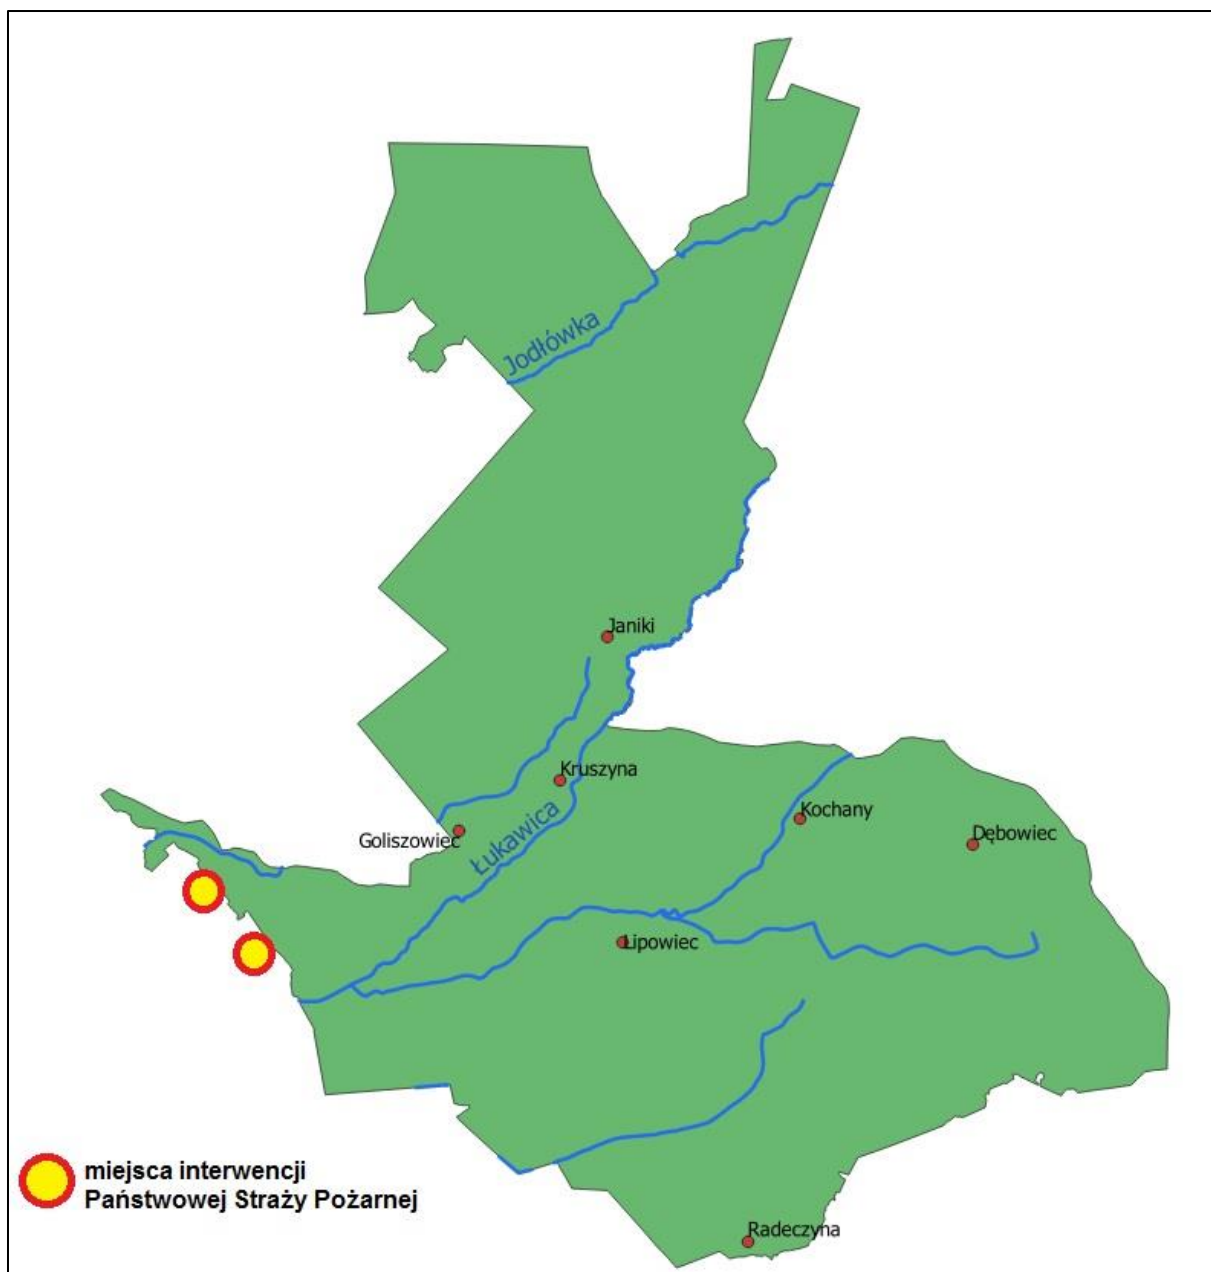 Jodłówka
Janiki
Kruszyna
Kochany
Goliszowiec
Łukawica
Dębowiec
Lipowiec
miejsca interwencji
Państwowej Straży Pożarnej
Radeczyna